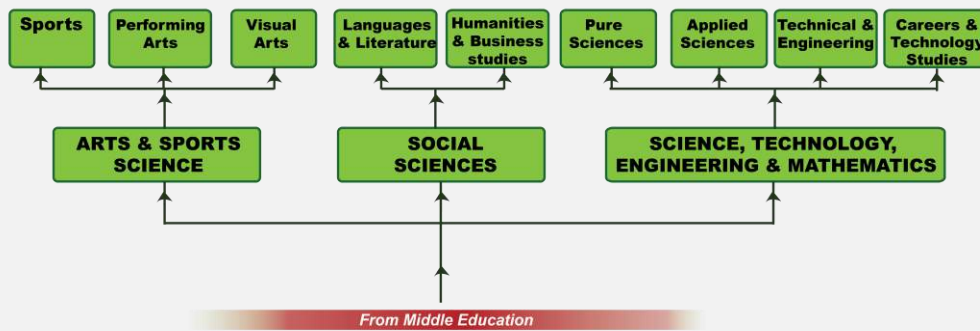 Sports
Performing
Arts
Visual
Arts
Languages
& Literature
Humanities
& Business
studies
Pure
Sciences
Applied
Sciences
Technical &
Engineering
Careers &
Technology
Studies
ARTS & SPORTS
SCIENCE
SOCIAL
SCIENCES
SCIENCE, TECHNOLOGY,
ENGINEERING & MATHEMATICS
From Middle Education